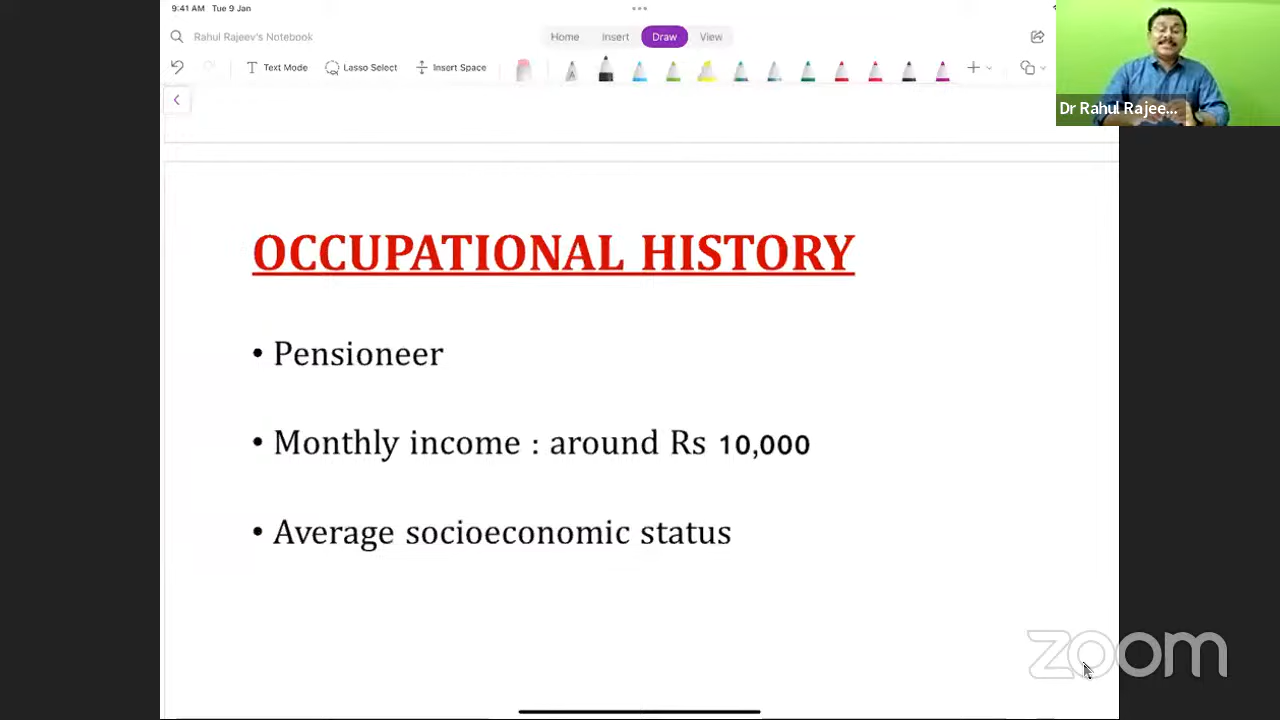 9:41 AM Tue 9 Jan
Rahul Rajeev's Notebook
Home Insert Draw View
Text Mode Lasso Select Insert Space
Dr Rahul Rajee...
OCCUPATIONAL HISTORY
• Pensioneer
• Monthly income : around Rs 10,000
• Average socioeconomic status
zoom